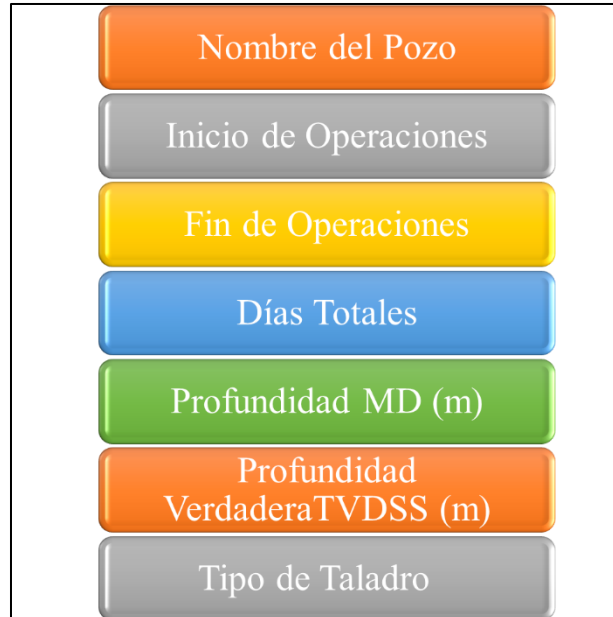 Nombre del Pozo
Inicio de Operaciones
Fin de Operaciones
Días Totales
Profundidad MD (m)
Profundidad
VerdaderaTVDSS (m)
Tipo de Taladro